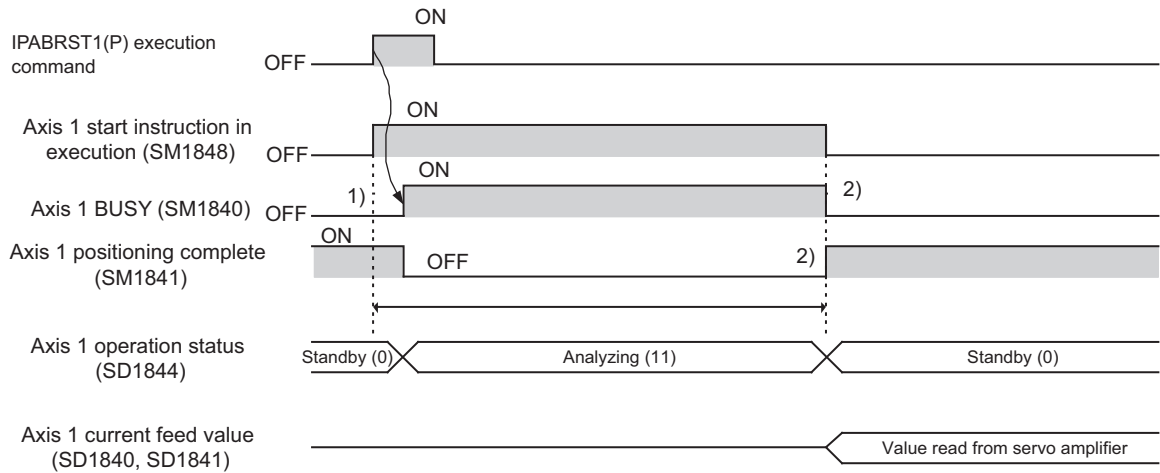 ON
IPABRST1(P) execution
command
OFF
ON
Axis 1 start instruction in
execution (SM1848)
OFF
ON
1)
2)
Axis 1 BUSY (SM1840)
OFF
ON
Axis 1 positioning complete
(SM1841)
OFF
2)
Axis 1 operation status
(SD1844)
Standby (0)
Analyzing (11)
Standby (0)
Axis 1 current feed value
(SD1840, SD1841)
Value read from servo amplifier